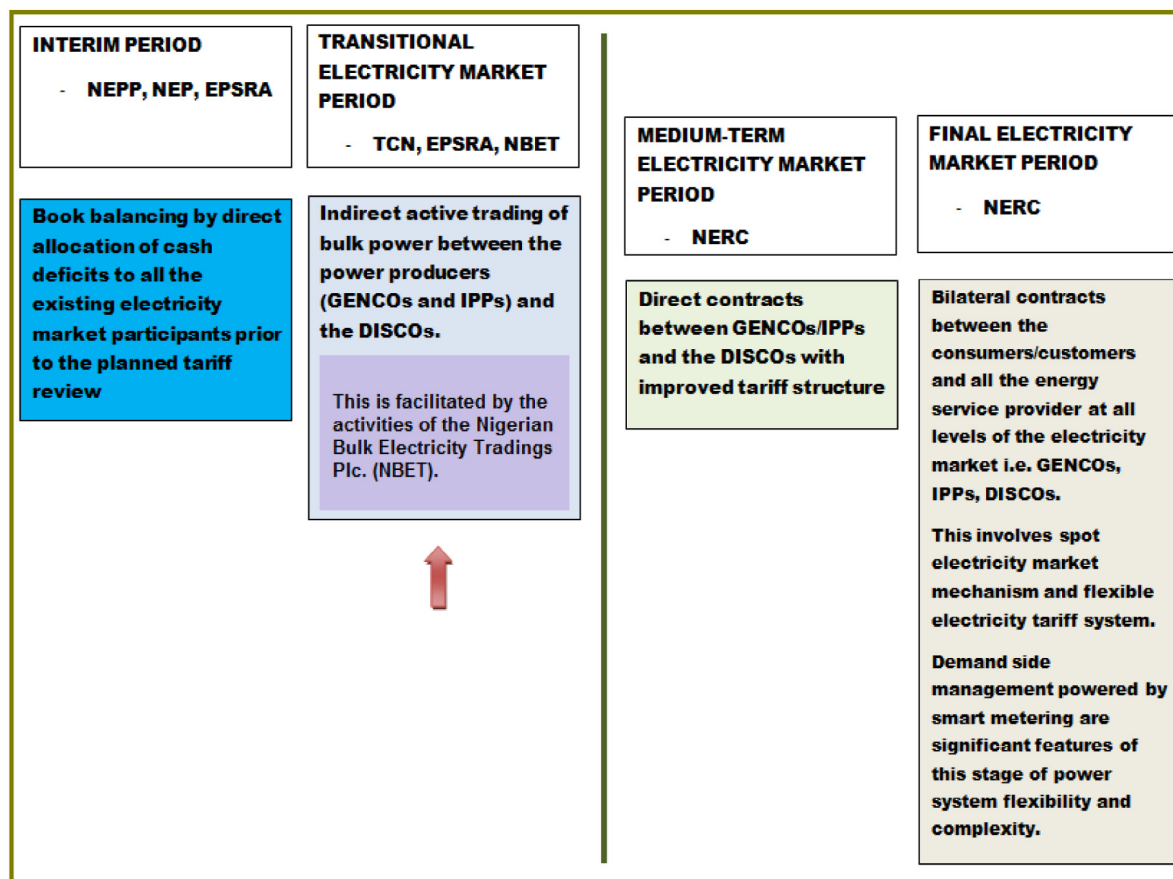 INTERIM PERIOD
- NEPP, NEP, EPSRA
Book balancing by direct
allocation of cash
deficits to all the
existing electricity
market participants prior
to the planned tariff
review
TRANSITIONAL
ELECTRICITY MARKET
PERIOD
- TCN, EPSRA, NBET
Indirect active trading of
bulk power between the
power producers
(GENCOs and IPPs) and
the DISCOs.
This is facilitated by the
activities of the Nigerian
Bulk Electricity Tradings
Plc. (NBET).
MEDIUM-TERM
ELECTRICITY MARKET
PERIOD
- NERC
Direct contracts
between GENCOs/IPPs
and the DISCOs with
improved tariff structure
FINAL ELECTRICITY
MARKET PERIOD
- NERC
Bilateral contracts
between the
consumers/customers
and all the energy
service provider at all
levels of the electricity
market i.e. GENCOs,
IPPs, DISCOs.
This involves spot
electricity market
mechanism and flexible
electricity tariff system.
Demand side
management powered by
smart metering are
significant features of
this stage of power
system flexibility and
complexity.